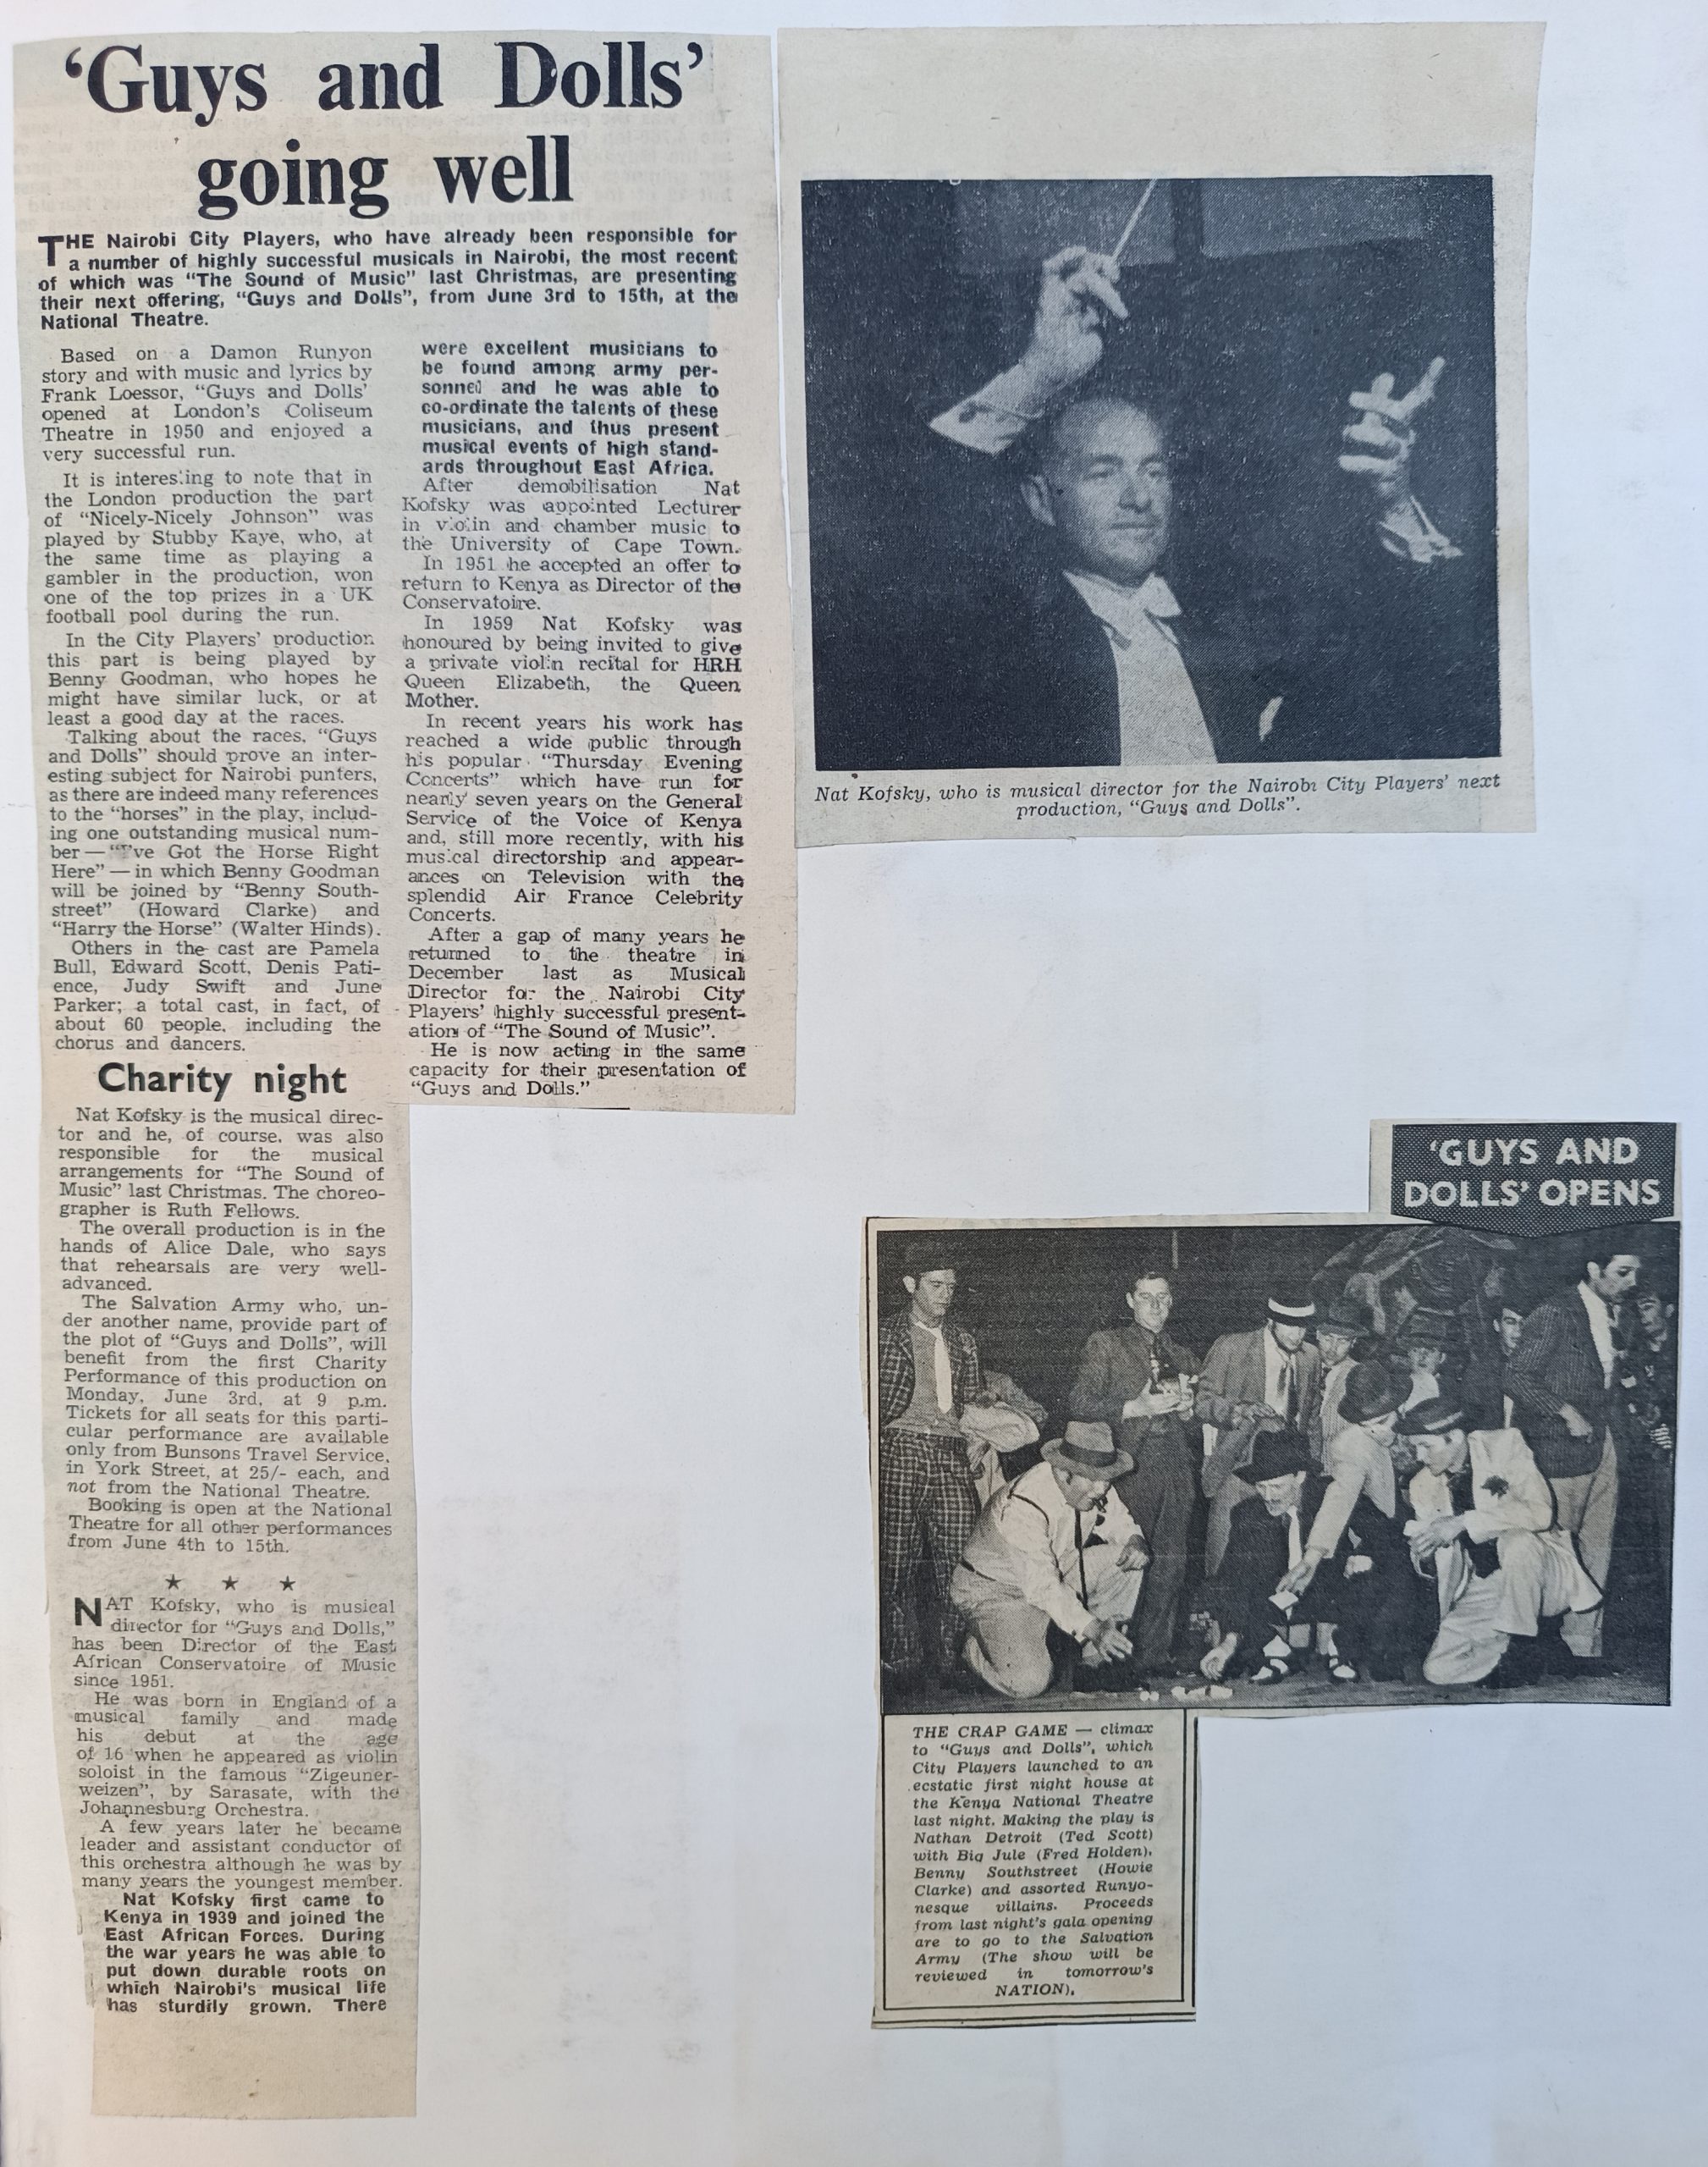 ‘Guys and Dolls’
going well
THE Nairobi City Players, who have already been responsible for
a number of highly successful musicals in Nairobi, the most recent
of which was “The Sound of Music” last Christmas, are presenting
their next offering, “Guys and Dolls”, from June 3rd to 15th, at the
National Theatre.
Based on a Damon Runyon
story and with music and lyrics by
Frank Loessor, “Guys and Dolls’
opened at London’s Coliseum
Theatre in 1950 and enjoyed a
very successful run.
It is interesting to note that in
the London production the part
of “Nicely-Nicely Johnson” was
played by Stubby Kaye, who, at
the same time as playing a
gambler in the production, won
one of the top prizes in a UK
football pool during the run.
In the City Players’ production
this part is being played by
Benny Goodman, who hopes he
might have similar luck, or at
least a good day at the races.
Talking about the races, “Guys
and Dolls” should prove an inter-
esting subject for Nairobi punters,
as there are indeed many references
to the “horses” in the play, includ-
ing one outstanding musical num-
ber — “I’ve Got the Horse Right
Here” — in which Benny Goodman
will be joined by “Benny South-
street” (Howard Clarke) and
“Harry the Horse” (Walter Hinds).
Others in the cast are Pamela
Bull, Edward Scott, Denis Pati-
ence, Judy Swift and June
Parker; a total cast, in fact, of
about 60 people, including the
chorus and dancers.
Charity night
Nat Kofsky is the musical direc-
tor and he, of course, was also
responsible for the musical
arrangements for “The Sound of
Music” last Christmas. The choreo-
grapher is Ruth Fellows.
The overall production is in the
hands of Alice Dale, who says
that rehearsals are very well-
advanced.
The Salvation Army who, un-
der another name, provide part of
the plot of “Guys and Dolls”, will
benefit from the first Charity
Performance of this production on
Monday, June 3rd, at 9 p.m.
Tickets for all seats for this parti-
cular performance are available
only from Bunsons Travel Service,
in York Street, at 25/- each, and
not from the National Theatre.
Booking is open at the National
Theatre for all other performances
from June 4th to 15th.
★ ★ ★
NAT Kofsky, who is musical
director for “Guys and Dolls,”
has been Director of the East
African Conservatoire of Music
since 1951.
He was born in England of a
musical family and made
his debut at the age
of 16 when he appeared as violin
soloist in the famous “Zigeuner-
weizen”, by Sarasate, with the
Johannesburg Orchestra.
A few years later he became
leader and assistant conductor of
this orchestra although he was by
many years the youngest member.
Nat Kofsky first came to
Kenya in 1939 and joined the
East African Forces. During
the war years he was able to
put down durable roots on
which Nairobi’s musical life
has sturdily grown. There
were excellent musicians to
be found among army per-
sonnel and he was able to
co-ordinate the talents of these
musicians, and thus present
musical events of high stand-
ards throughout East Africa.
After demobilisation Nat
Kofsky was appointed Lecturer
in violin and chamber music to
the University of Cape Town.
In 1951 he accepted an offer to
return to Kenya as Director of the
Conservatoire.
In 1959 Nat Kofsky was
honoured by being invited to give
a private violin recital for HRH
Queen Elizabeth, the Queen
Mother.
In recent years his work has
reached a wide public through
his popular “Thursday Evening
Concerts” which have run for
nearly seven years on the General
Service of the Voice of Kenya
and, still more recently, with his
musical directorship and appear-
ances on Television with the
splendid Air France Celebrity
Concerts.
After a gap of many years he
returned to the theatre in
December last as Musical
Director for the Nairobi City
Players’ highly successful present-
ation of “The Sound of Music”.
He is now acting in the same
capacity for their presentation of
“Guys and Dolls.”
Nat Kofsky, who is musical director for the Nairobi City Players’ next
production, “Guys and Dolls”.
‘GUYS AND
DOLLS’ OPENS
THE CRAP GAME — climax
to “Guys and Dolls”, which
City Players launched to an
ecstatic first night house at
the Kenya National Theatre
last night. Making the play is
Nathan Detroit (Ted Scott)
with Big Jule (Fred Holden),
Benny Southstreet (Howie
Clarke) and assorted Runyo-
nesque villains. Proceeds
from last night’s gala opening
are to go to the Salvation
Army (The show will be
reviewed in tomorrow’s
NATION).